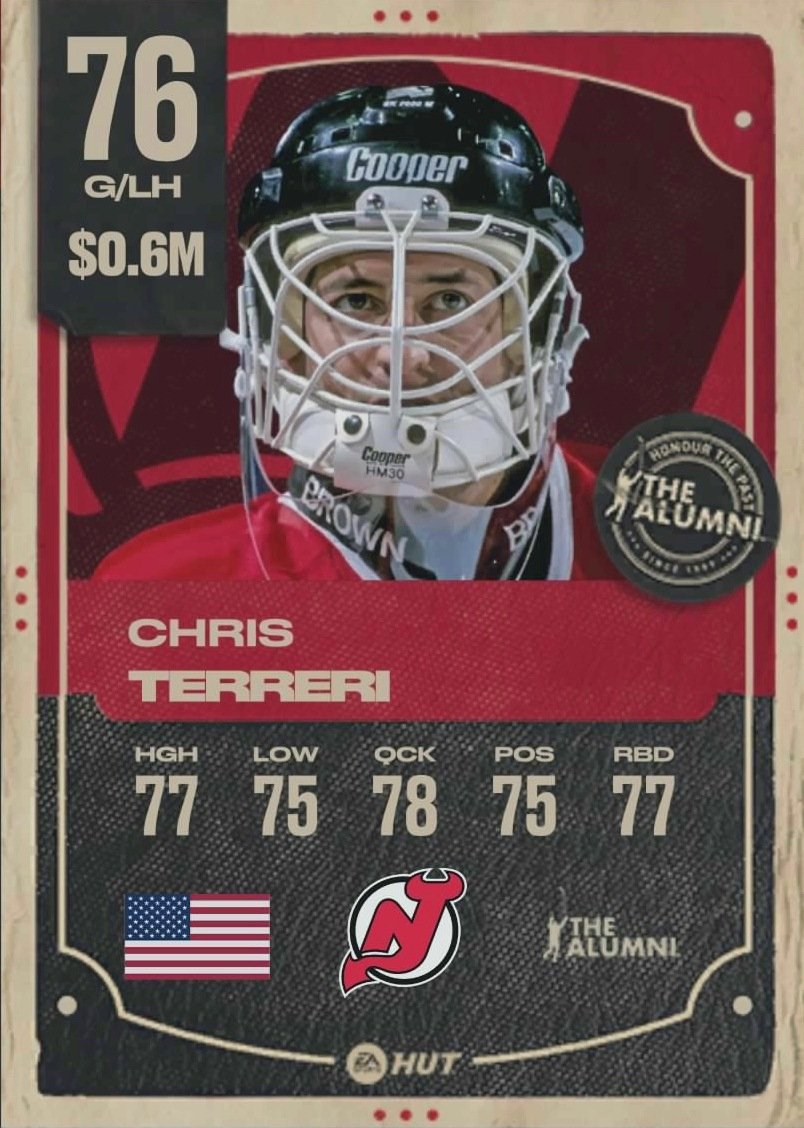 76
G/LH
$0.6M
Cooper
Cooper
HM30
BROWN
HONOUR THE PAST
THE
ALUMNI
CHRIS
TERRERI
HGH LOW QCK POS RBD
77 75 78 75 77
THE
ALUMNI
EA HUT